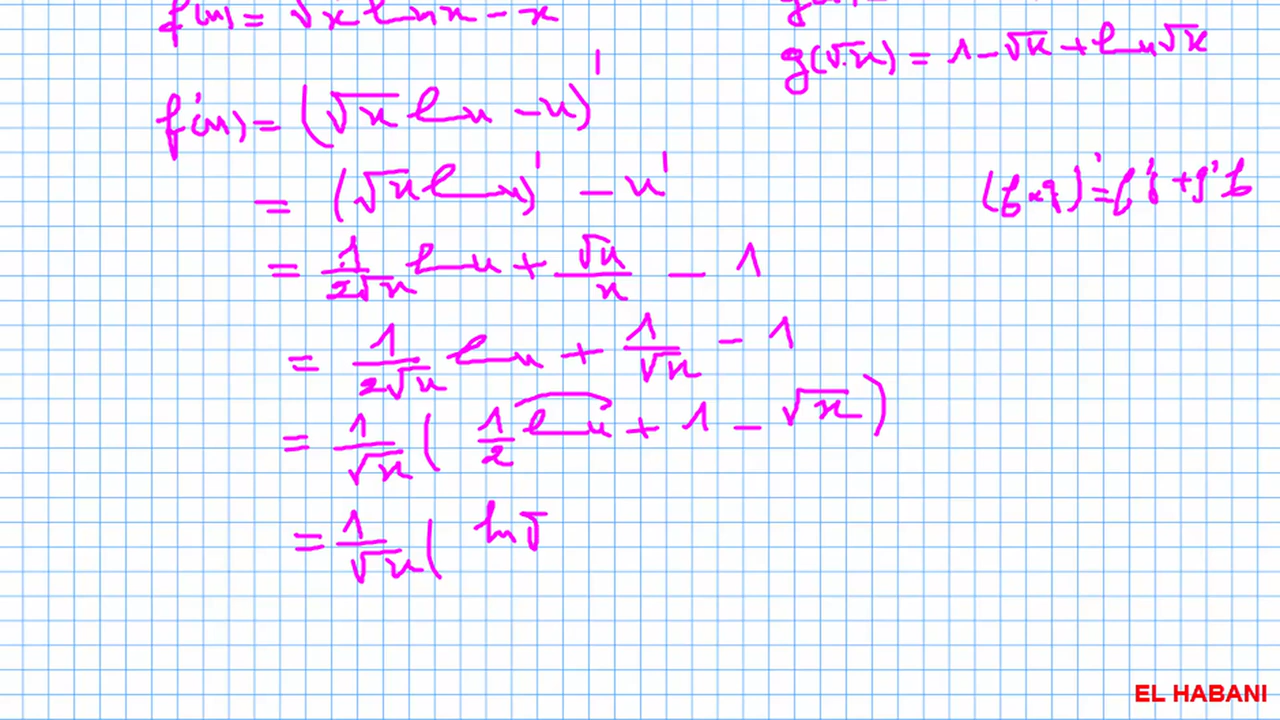 f(x) = √x ln x - x
g(√x) = 1 - √x + ln √x
f'(x) = (√x ln x - x)'
= (√x ln x)' - x'
(f×g)' = f'g + g'f
= 1/(2√x) ln x + √x/x - 1
= 1/(2√x) ln x + 1/√x - 1
= 1/√x ( 1/2 ln x + 1 - √x )
= 1/√x ( ln √
EL HABANI